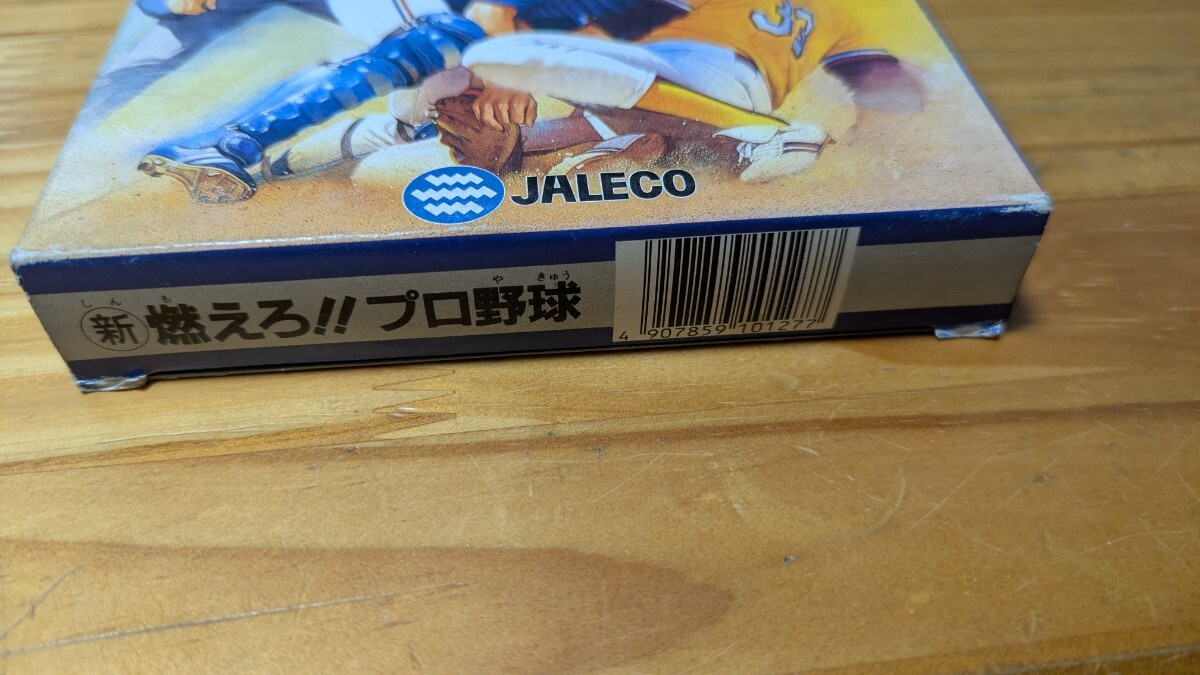 33
JALECO
しん も や きゅう
新 燃えろ!! プロ野球
4 907859 101277